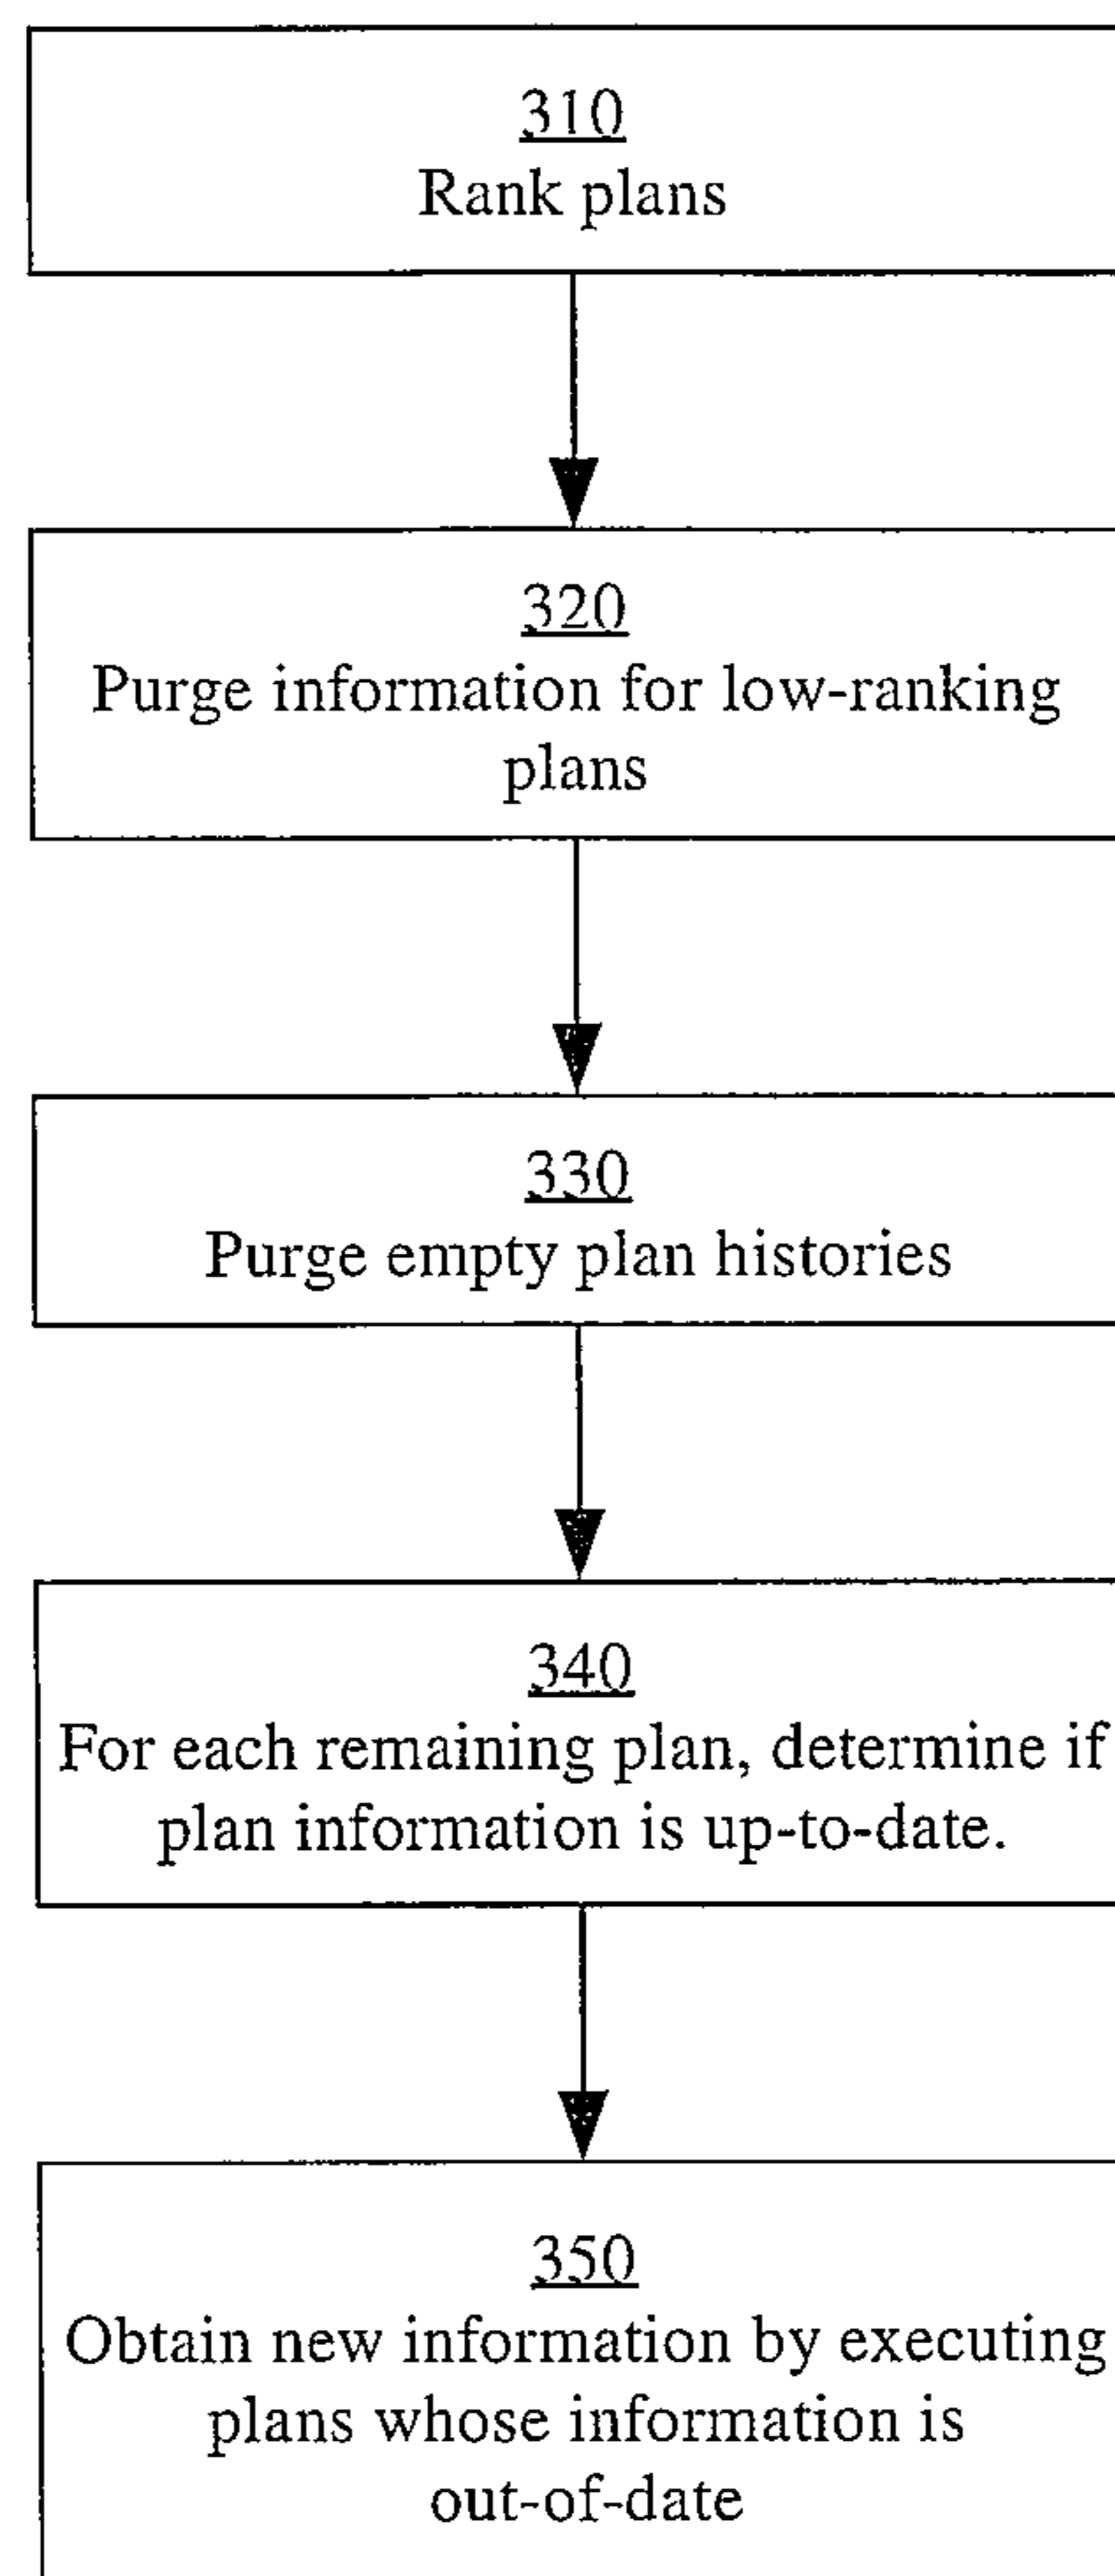 310
Rank plans
320
Purge information for low-ranking
plans
330
Purge empty plan histories
340
For each remaining plan, determine if
plan information is up-to-date.
350
Obtain new information by executing
plans whose information is
out-of-date